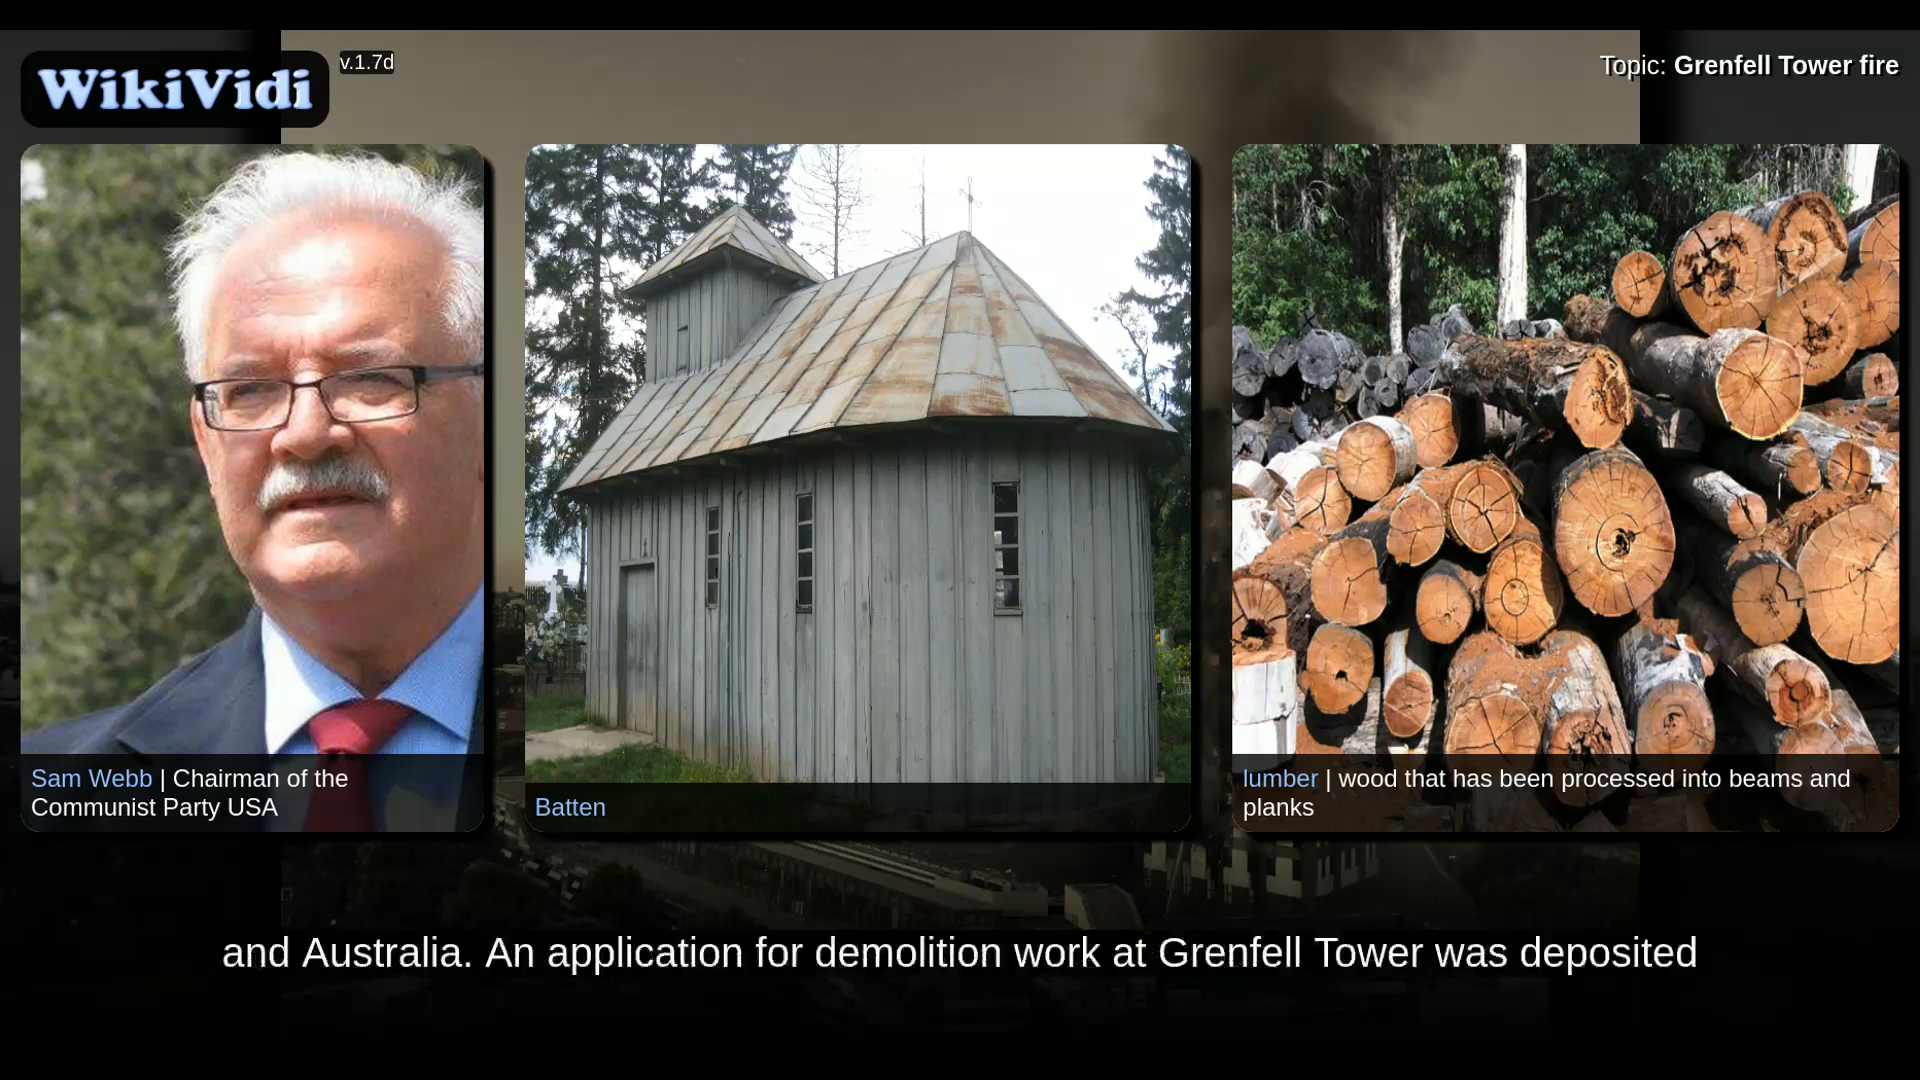 WikiVidi
v.1.7d
Topic: Grenfell Tower fire
Sam Webb | Chairman of the
Communist Party USA
Batten
lumber | wood that has been processed into beams and
planks
and Australia. An application for demolition work at Grenfell Tower was deposited